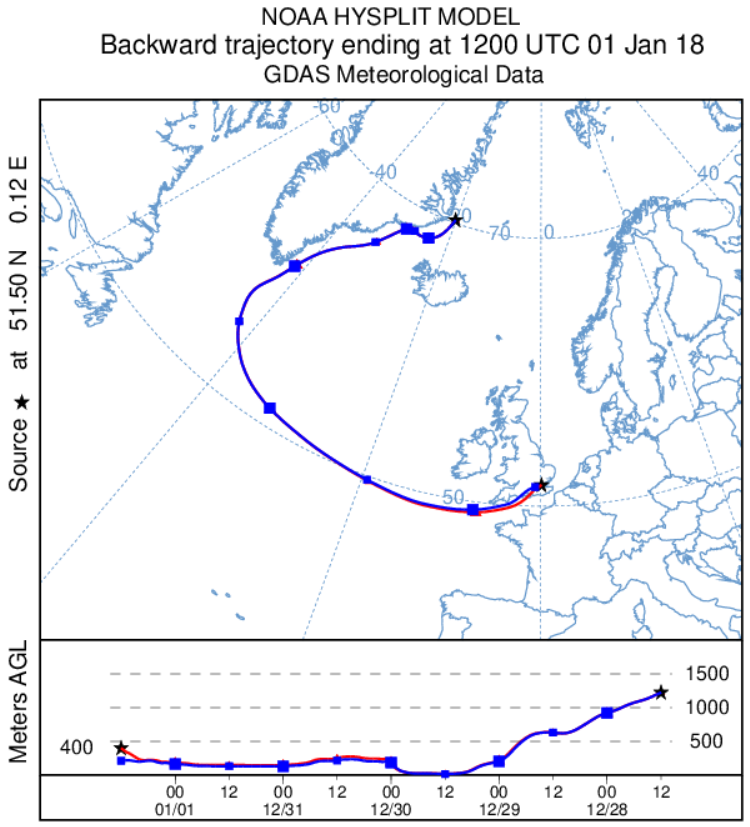 NOAA HYSPLIT MODEL
Backward trajectory ending at 1200 UTC 01 Jan 18
GDAS Meteorological Data
Source ★ at 51.50 N 0.12 E
-60
40
40
70
0
50
Meters AGL
1500
1000
500
400
00 12 00 12 00 12 00 12 00 12
01/01 12/31 12/30 12/29 12/28